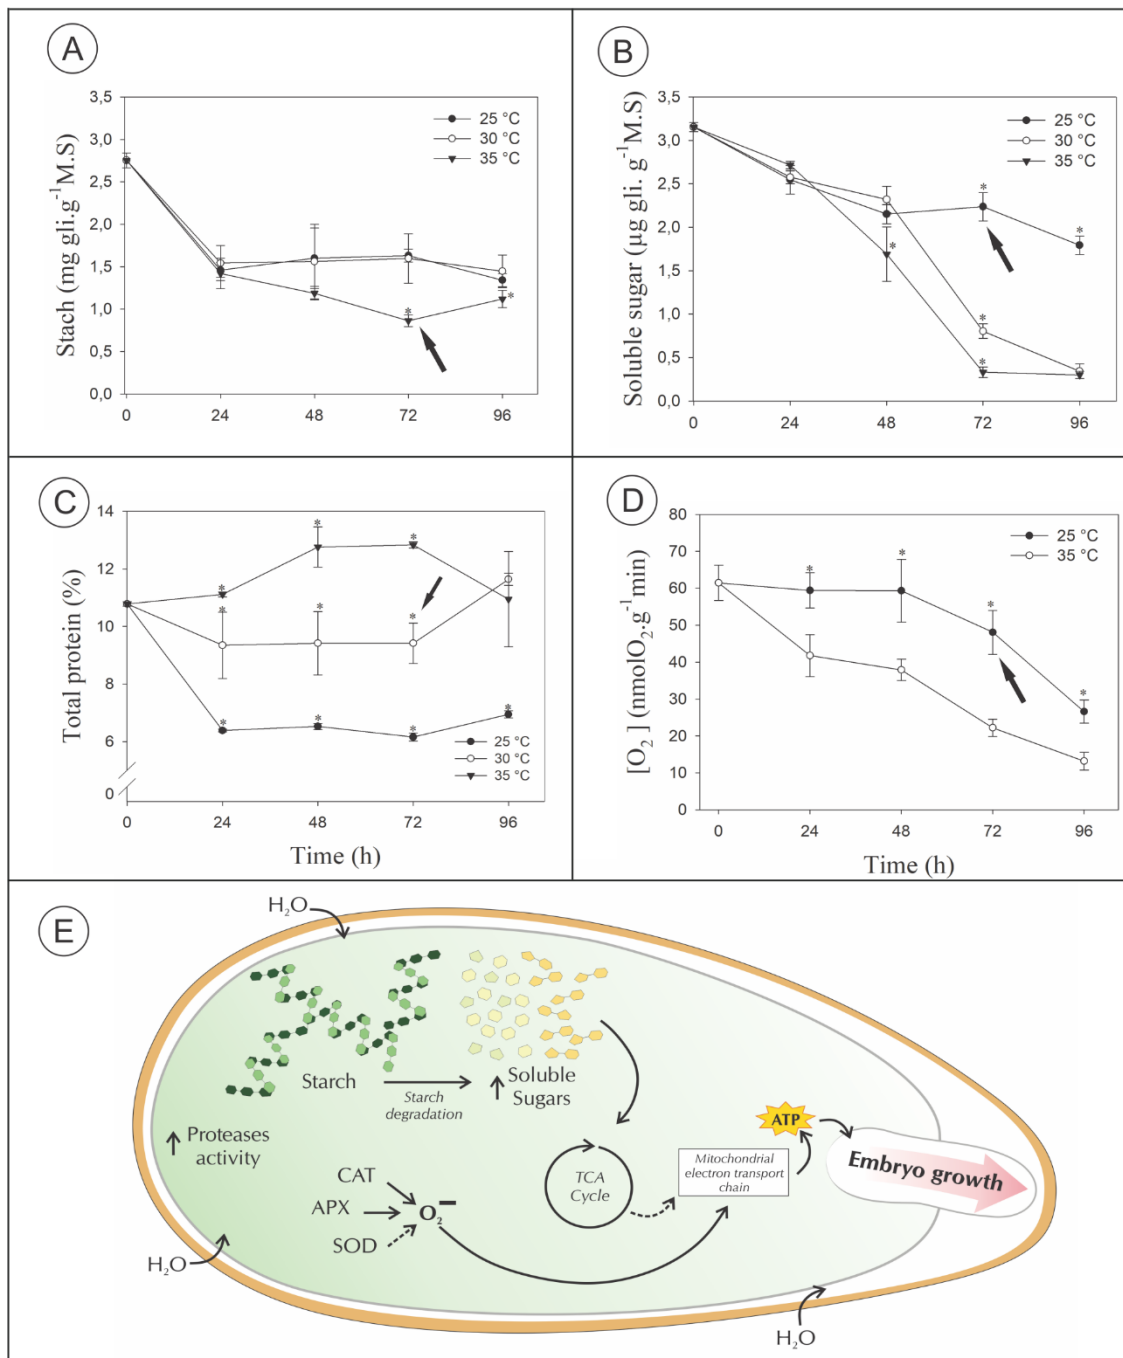 A
Stach (mg gli.g⁻¹M.S)
3,5
3,0
2,5
2,0
1,5
1,0
0,5
0,0
25 °C
30 °C
35 °C
*
*
0 24 48 72 96
B
Soluble sugar (µg gli. g⁻¹M.S)
3,5
3,0
2,5
2,0
1,5
1,0
0,5
0,0
25 °C
30 °C
35 °C
*
*
*
*
*
0 24 48 72 96
C
Total protein (%)
14
12
10
8
6
0
*
*
*
*
*
*
*
*
*
*
25 °C
30 °C
35 °C
0 24 48 72 96
Time (h)
D
[O₂ ] (nmolO₂.g⁻¹min)
80
70
60
50
40
30
20
10
0
25 °C
35 °C
*
*
*
*
0 24 48 72 96
Time (h)
E
H₂O
Starch
Starch
degradation
Soluble
Sugars
Proteases
activity
CAT
APX
SOD
O₂⁻
TCA
Cycle
Mitochondrial
electron transport
chain
ATP
Embryo growth
H₂O
H₂O